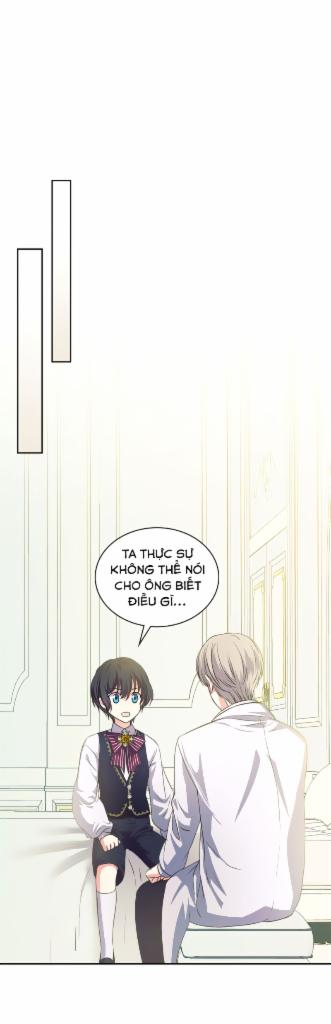 TA THỰC SỰ
KHÔNG THỂ NÓI
CHO ÔNG BIẾT
ĐIỀU GÌ...